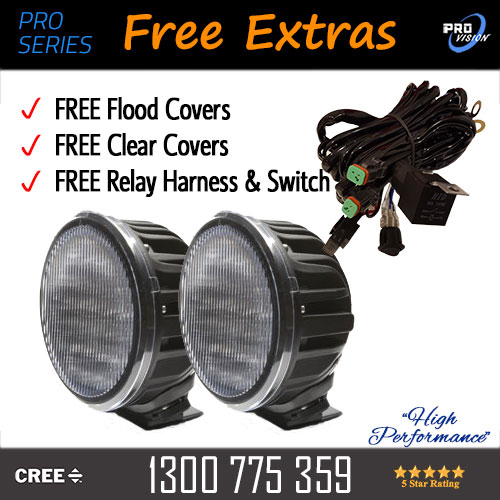 PRO
SERIES
Free Extras
PRO
VISION
FREE Flood Covers
FREE Clear Covers
FREE Relay Harness & Switch
"High
Performance"
CREE
1300 775 359
5 Star Rating